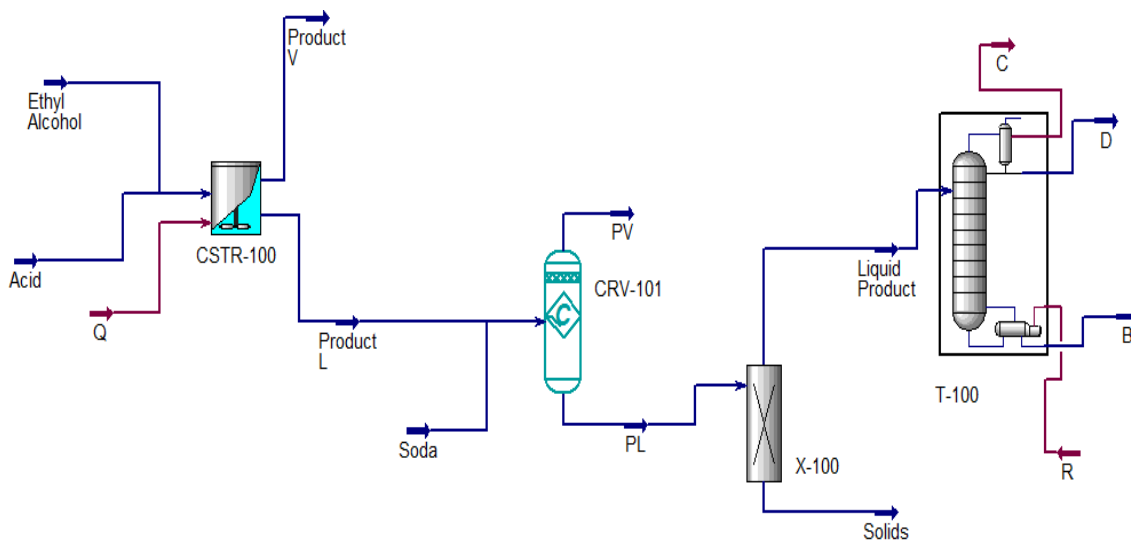 Product
V
C
Ethyl
Alcohol
D
CSTR-100
PV
Acid
CRV-101
Liquid
Product
Q
Product
L
B
T-100
Soda
PL
X-100
R
Solids
C